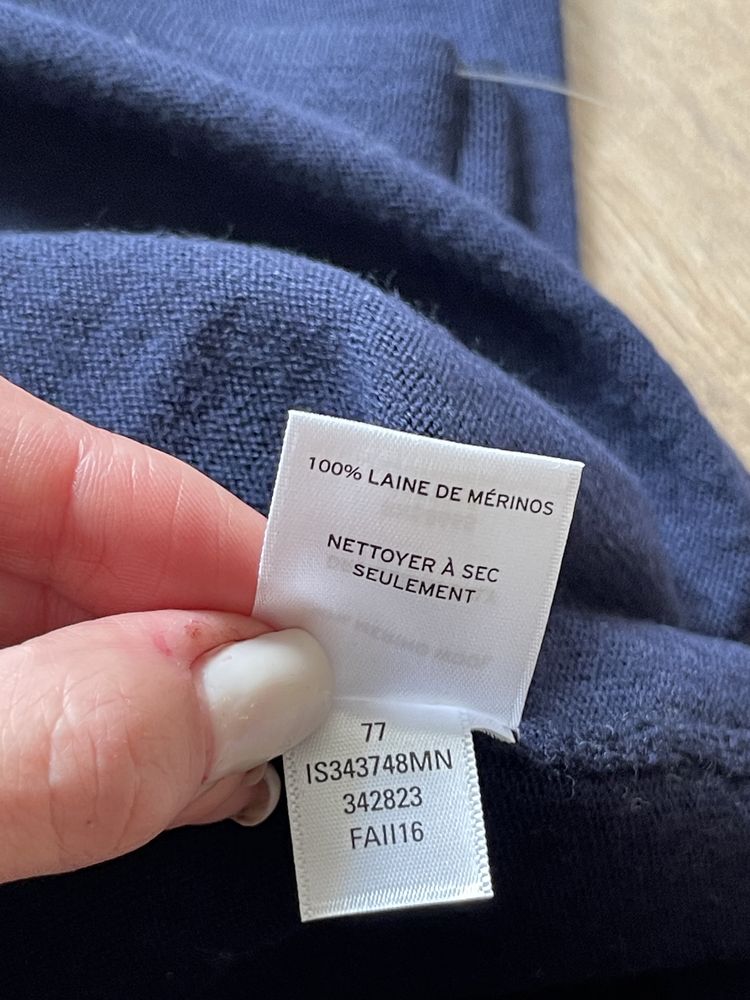 100% LAINE DE MÉRINOS
NETTOYER À SEC
SEULEMENT
77
IS343748MN
342823
FAII16